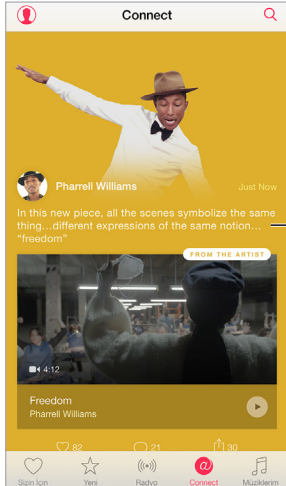 Connect
Pharrell Williams
Just Now
In this new piece, all the scenes symbolize the same
thing...different expressions of the same notion...
“freedom”
FROM THE ARTIST
4:12
Freedom
Pharrell Williams
82 21 30
Sizin İçin Yeni Radyo Connect Müziklerim